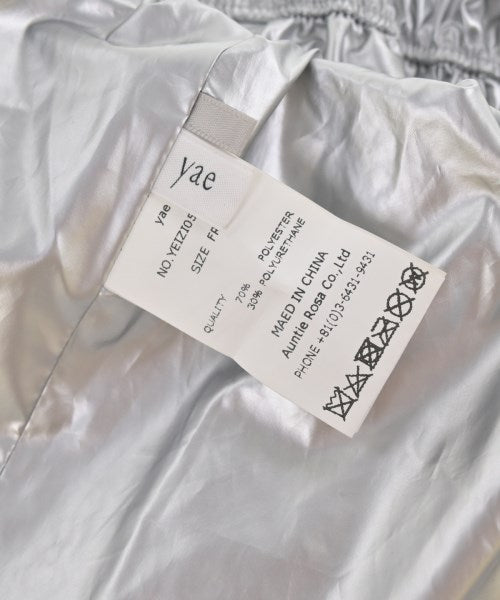 yae
yae
NO.YEIZI05
SIZE FR
QUALITY
70% POLYESTER
30% POLYURETHANE
MAED IN CHINA
Auntie Rosa Co.,Ltd
PHONE +81(0)3-6431-9431